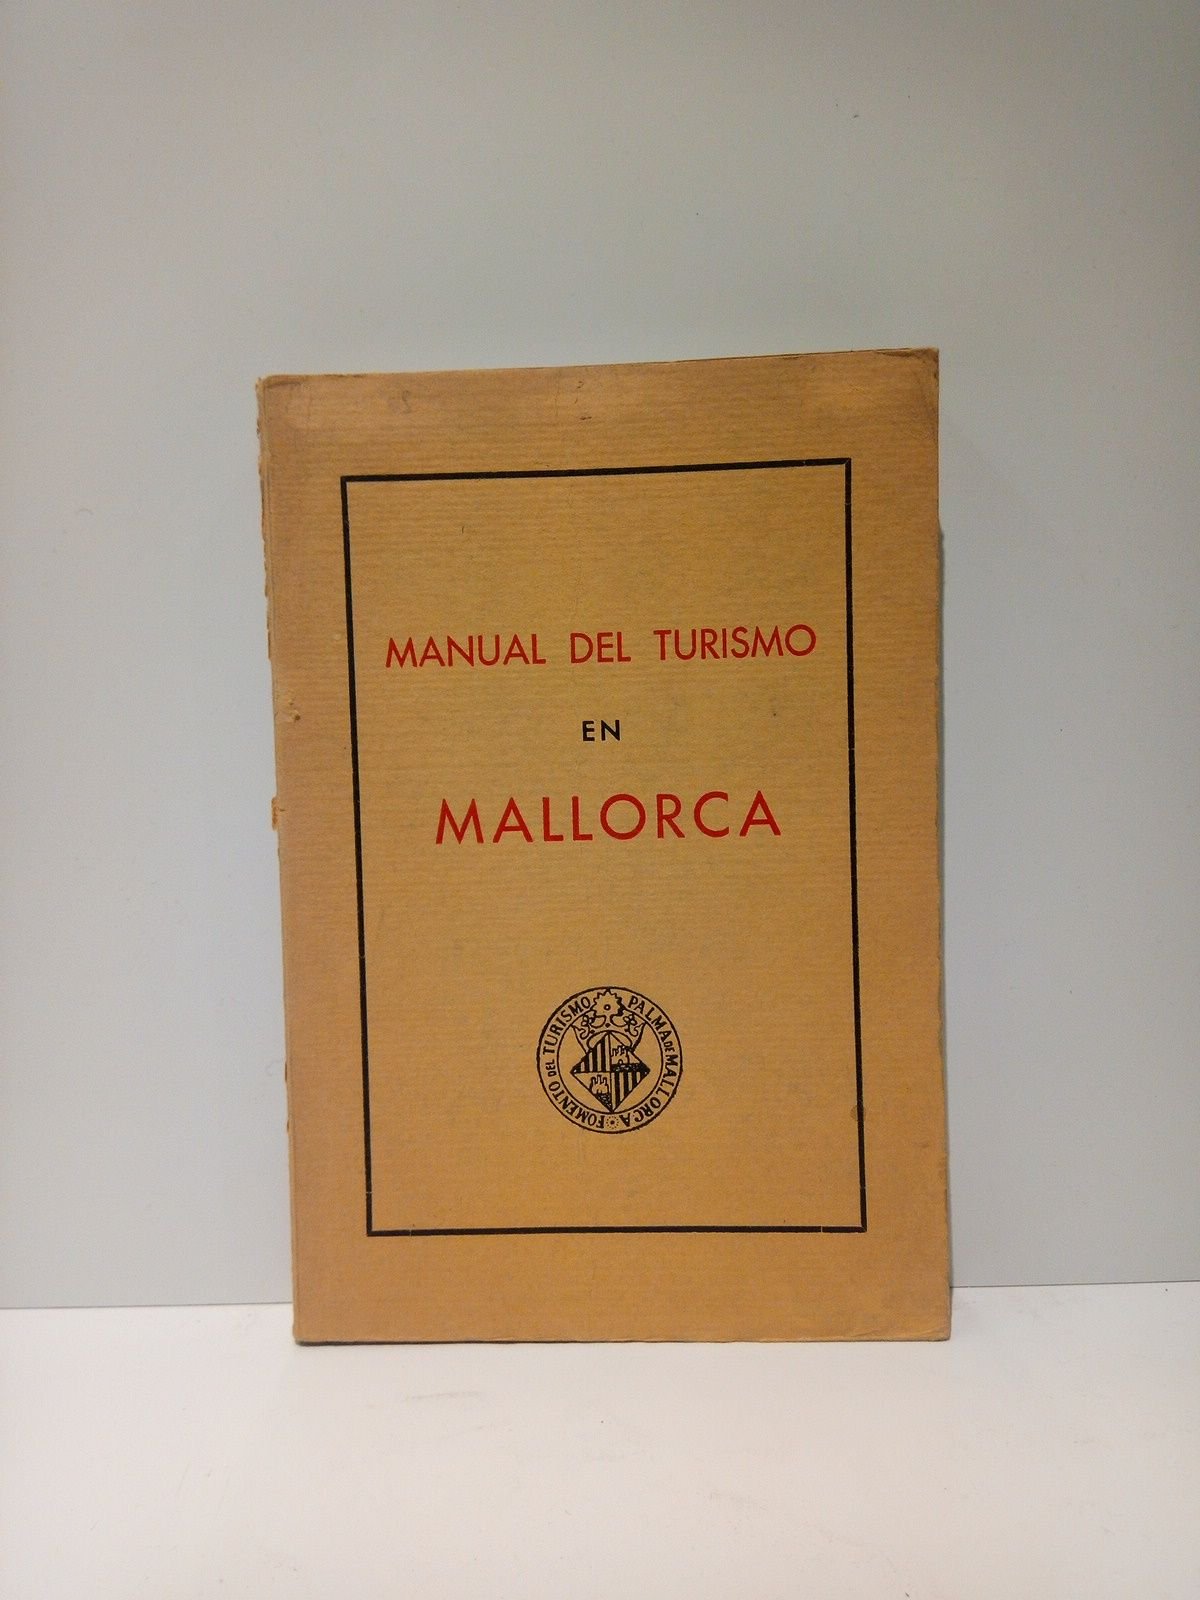 MANUAL DEL TURISMO
EN
MALLORCA
FOMENTO DEL TURISMO PALMA DE MALLORCA